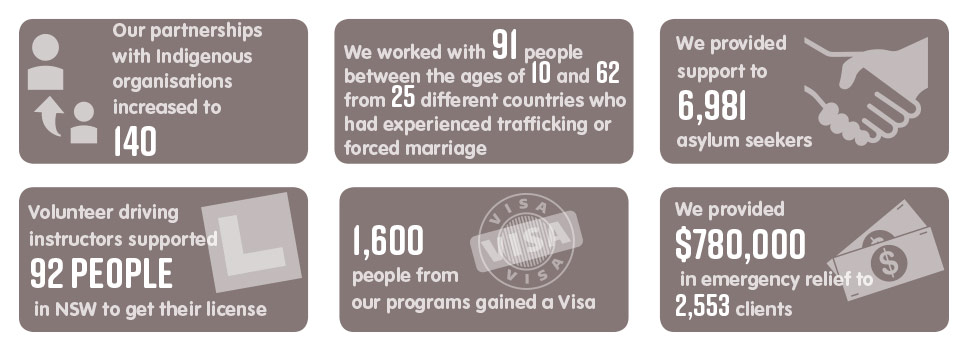 Our partnerships
with Indigenous
organisations
increased to
140
We worked with 91 people
between the ages of 10 and 62
from 25 different countries who
had experienced trafficking or
forced marriage
We provided
support to
6,981
asylum seekers
Volunteer driving
instructors supported
92 PEOPLE
in NSW to get their license
L
1,600
people from
our programs gained a Visa
VISA
VISA
VISA
We provided
$780,000
in emergency relief to
2,553 clients
$